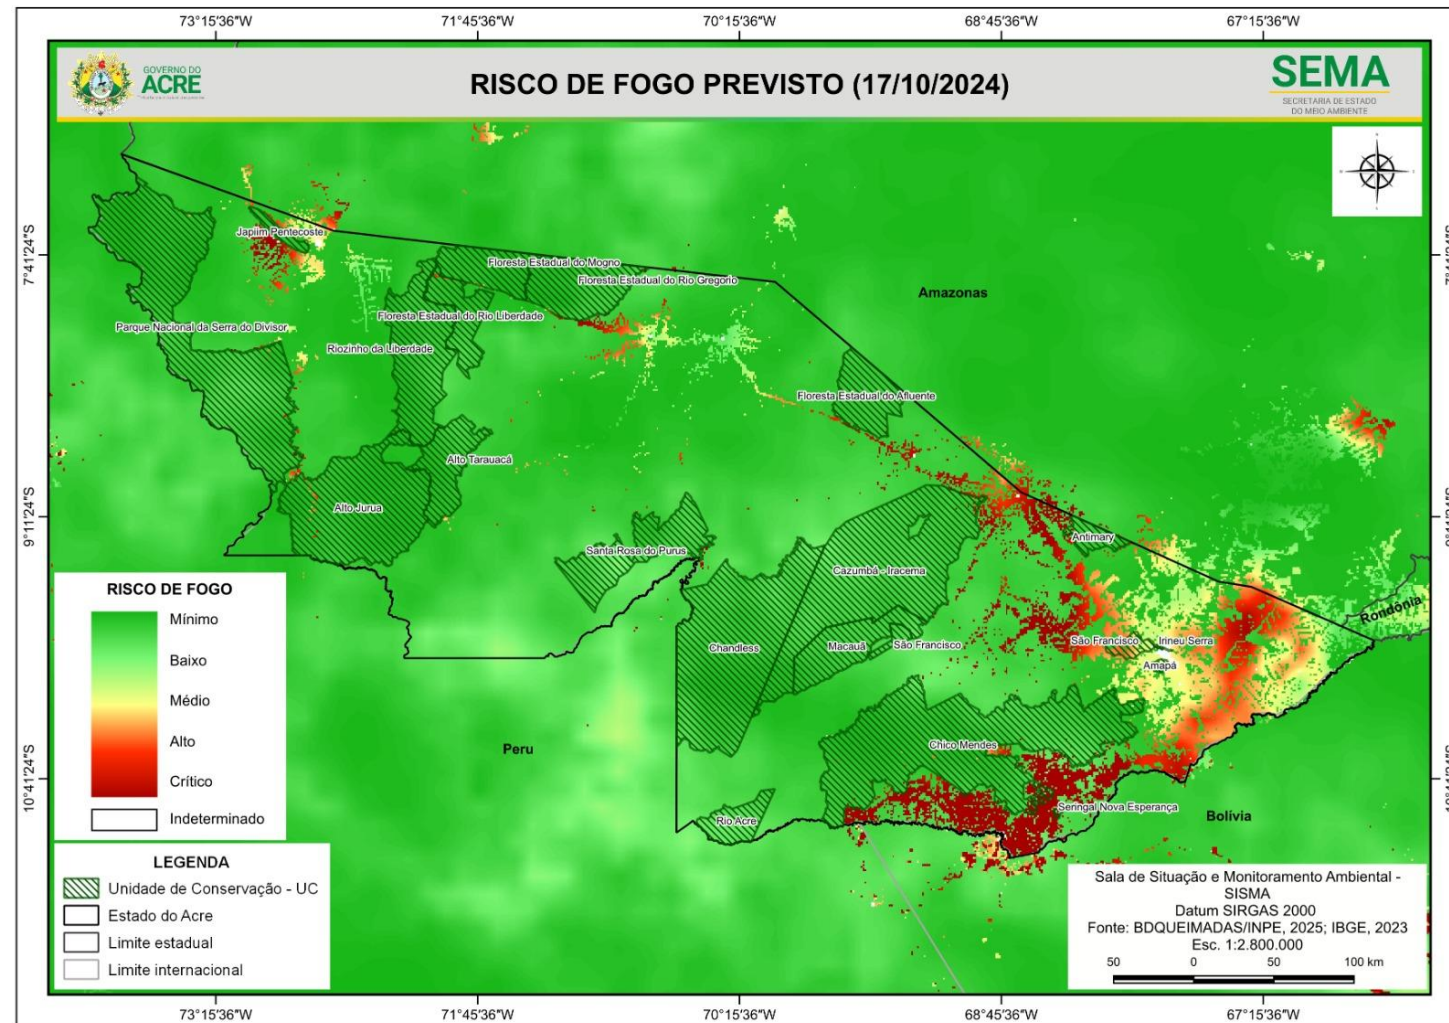 73°15'36"W 71°45'36"W 70°15'36"W 68°45'36"W 67°15'36"W
GOVERNO DO
ACRE
RISCO DE FOGO PREVISTO (17/10/2024)
SEMA
SECRETARIA DE ESTADO
DO MEIO AMBIENTE
Japiim Pentecoste
7°41'24"S
Floresta Estadual do Mogno
Floresta Estadual do Rio Gregorio
Amazonas
Floresta Estadual do Rio Liberdade
Parque Nacional da Serra do Divisor
Riozinho da Liberdade
Floresta Estadual do Afluente
Alto Tarauacá
Alto Jurua
9°11'24"S
Antimary
Santa Rosa do Purus
Cazumbá - Iracema
Rondônia
São Francisco
Irineu Serra
Chandless
Macauã
São Francisco
Amapá
Peru
Chico Mendes
10°41'24"S
Seringal Nova Esperança
Bolívia
Rio Acre
RISCO DE FOGO
Mínimo
Baixo
Médio
Alto
Crítico
Indeterminado
LEGENDA
Unidade de Conservação - UC
Estado do Acre
Limite estadual
Limite internacional
Sala de Situação e Monitoramento Ambiental -
SISMA
Datum SIRGAS 2000
Fonte: BDQUEIMADAS/INPE, 2025; IBGE, 2023
Esc. 1:2.800.000
50 0 50 100 km
73°15'36"W 71°45'36"W 70°15'36"W 68°45'36"W 67°15'36"W